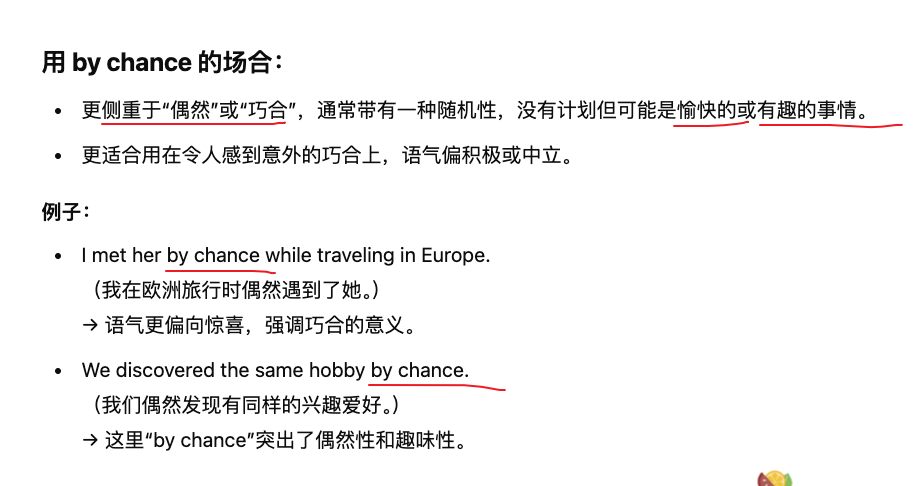 用 by chance 的场合：
• 更侧重于“偶然”或“巧合”，通常带有一种随机性，没有计划但可能是愉快的或有趣的事情。
• 更适合用在令人感到意外的巧合上，语气偏积极或中立。
例子：
• I met her by chance while traveling in Europe.
（我在欧洲旅行时偶然遇到了她。）
→ 语气更偏向惊喜，强调巧合的意义。
• We discovered the same hobby by chance.
（我们偶然发现有同样的兴趣爱好。）
→ 这里“by chance”突出了偶然性和趣味性。